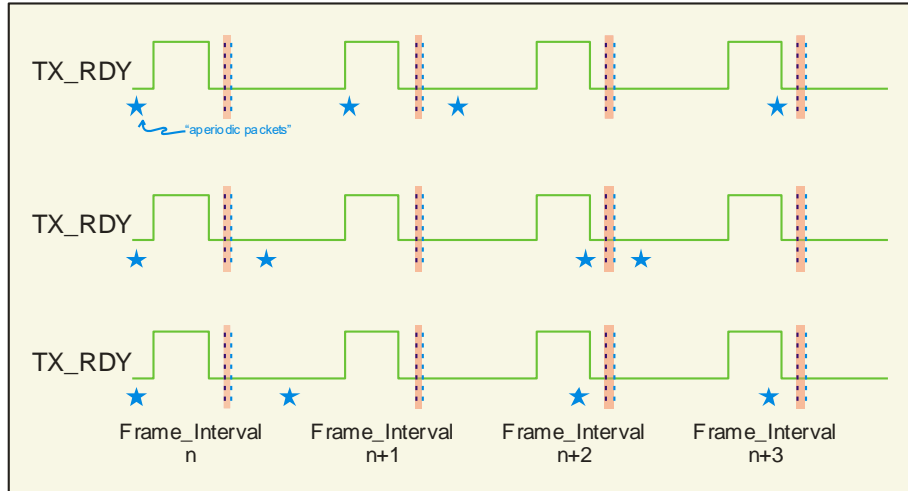 TX_RDY
"aperiodic packets"
TX_RDY
TX_RDY
Frame_Interval
n
Frame_Interval
n+1
Frame_Interval
n+2
Frame_Interval
n+3